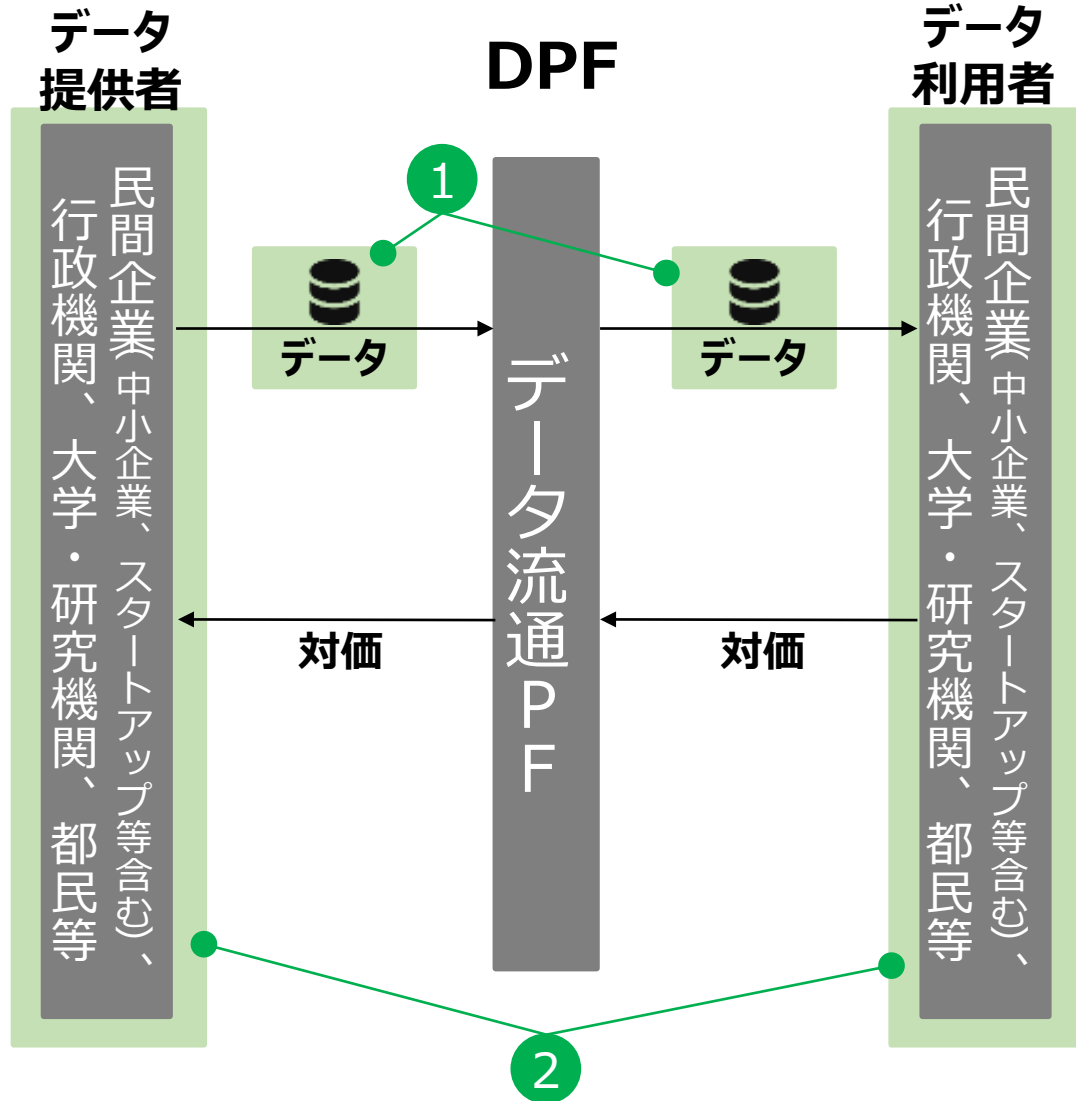 データ
提供者
DPF
データ
利用者
民間企業(中小企業、スタートアップ等含む)、
行政機関、大学・研究機関、都民等
1
データ
データ流通PF
データ
民間企業(中小企業、スタートアップ等含む)、
行政機関、大学・研究機関、都民等
対価
対価
2